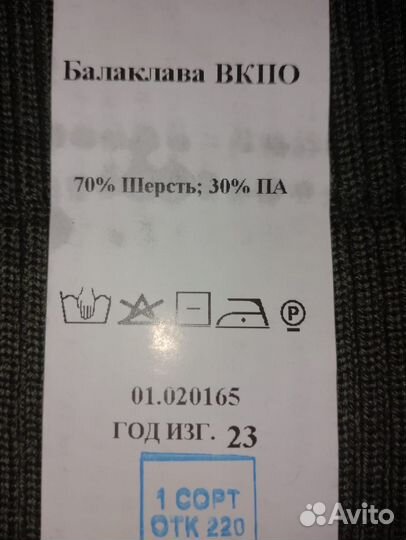 Балаклава ВКПО
70% Шерсть; 30% ПА
P
01.020165
ГОД ИЗГ. 23
1 СОРТ
ОТК 220
Avito